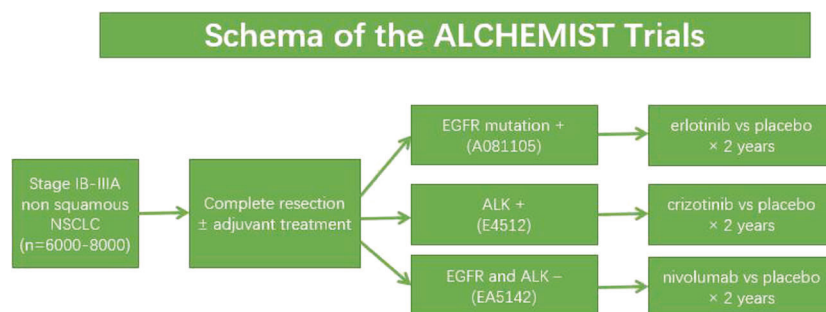 Schema of the ALCHEMIST Trials
Stage IB-IIIA
non squamous
NSCLC
(n=6000-8000)
Complete resection
± adjuvant treatment
EGFR mutation +
(A081105)
erlotinib vs placebo
× 2 years
ALK +
(E4512)
crizotinib vs placebo
× 2 years
EGFR and ALK −
(EA5142)
nivolumab vs placebo
× 2 years